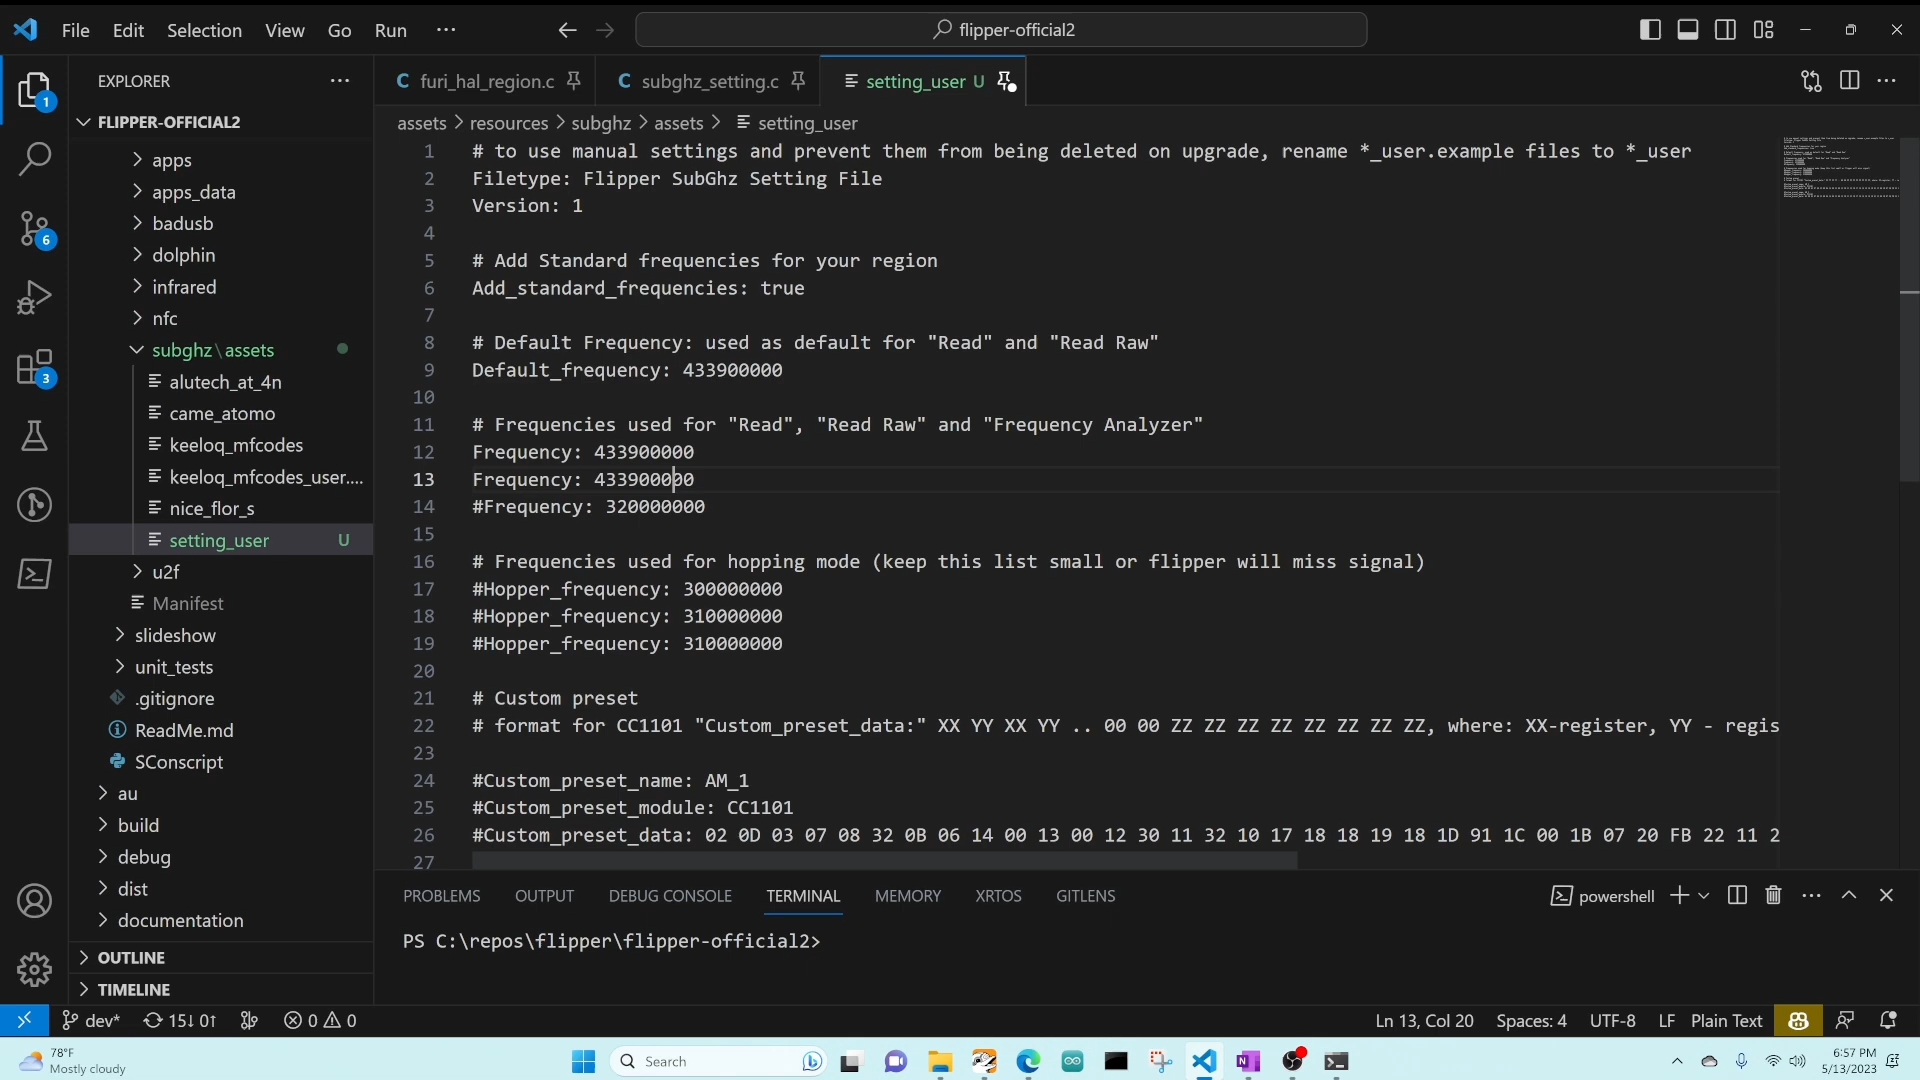 File Edit Selection View Go Run ···
flipper-official2
EXPLORER
FLIPPER-OFFICIAL2
apps
apps_data
badusb
dolphin
infrared
nfc
subghz\assets
alutech_at_4n
came_atomo
keeloq_mfcodes
keeloq_mfcodes_user....
nice_flor_s
setting_user U
u2f
Manifest
slideshow
unit_tests
.gitignore
ReadMe.md
SConscript
au
build
debug
dist
documentation
OUTLINE
TIMELINE
1
6
3
C furi_hal_region.c
C subghz_setting.c
setting_user U
assets > resources > subghz > assets > setting_user
1 # to use manual settings and prevent them from being deleted on upgrade, rename *_user.example files to *_user
2 Filetype: Flipper SubGhz Setting File
3 Version: 1
4
5 # Add Standard frequencies for your region
6 Add_standard_frequencies: true
7
8 # Default Frequency: used as default for "Read" and "Read Raw"
9 Default_frequency: 433900000
10
11 # Frequencies used for "Read", "Read Raw" and "Frequency Analyzer"
12 Frequency: 433900000
13 Frequency: 433900000
14 #Frequency: 320000000
15
16 # Frequencies used for hopping mode (keep this list small or flipper will miss signal)
17 #Hopper_frequency: 300000000
18 #Hopper_frequency: 310000000
19 #Hopper_frequency: 310000000
20
21 # Custom preset
22 # format for CC1101 "Custom_preset_data:" XX YY XX YY .. 00 00 ZZ ZZ ZZ ZZ ZZ ZZ ZZ ZZ, where: XX-register, YY - regis
23
24 #Custom_preset_name: AM_1
25 #Custom_preset_module: CC1101
26 #Custom_preset_data: 02 0D 03 07 08 32 0B 06 14 00 13 00 12 30 11 32 10 17 18 18 19 18 1D 91 1C 00 1B 07 20 FB 22 11 2
27
PROBLEMS OUTPUT DEBUG CONSOLE TERMINAL MEMORY XRTOS GITLENS
powershell
PS C:\repos\flipper\flipper-official2>
dev* 15↓ 0↑ 0 0
Ln 13, Col 20 Spaces: 4 UTF-8 LF Plain Text
78°F
Mostly cloudy
Search
6:57 PM
5/13/2023